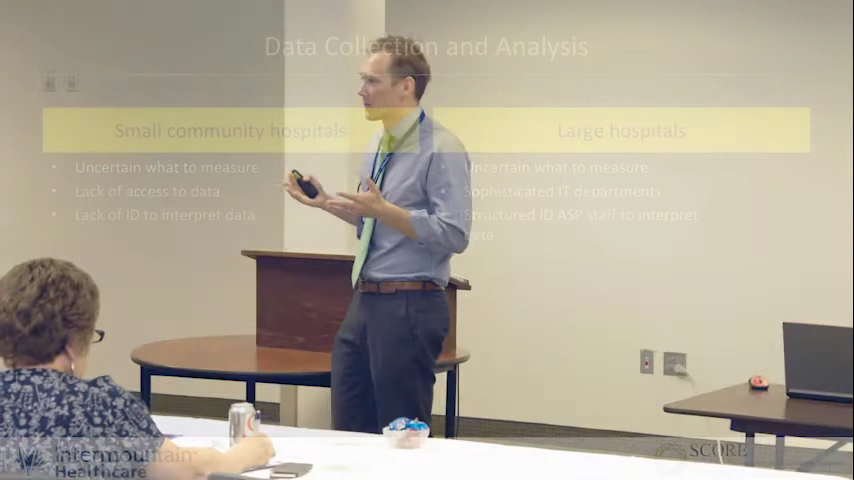 Data Collection and Analysis
Small community hospitals
• Uncertain what to measure
• Lack of access to data
• Lack of ID to interpret data
Large hospitals
• Uncertain what to measure
• Sophisticated IT departments
• Structured ID ASP staff to interpret
data
Intermountain
Healthcare
SCORE